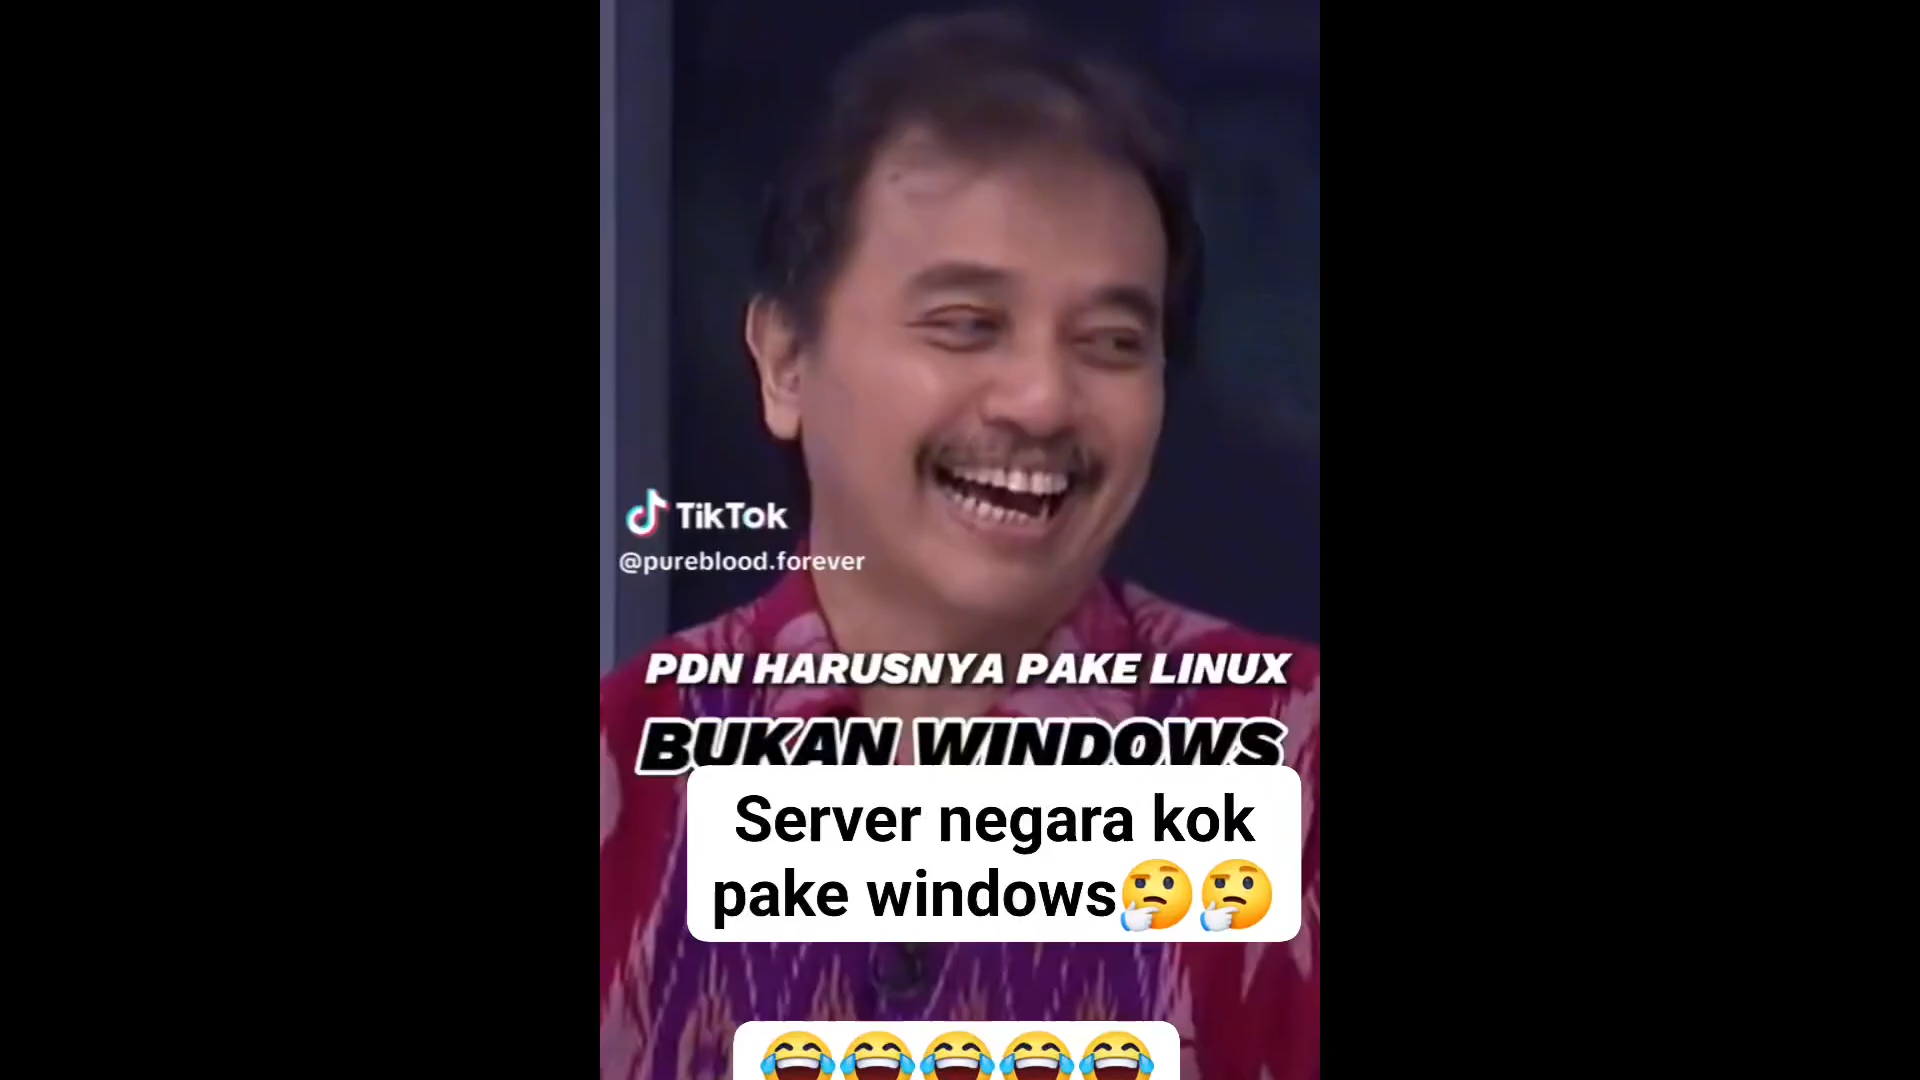 TikTok
@pureblood.forever
PDN HARUSNYA PAKE LINUX
BUKAN WINDOWS
Server negara kok
pake windows🤔🤔
😂😂😂😂😂